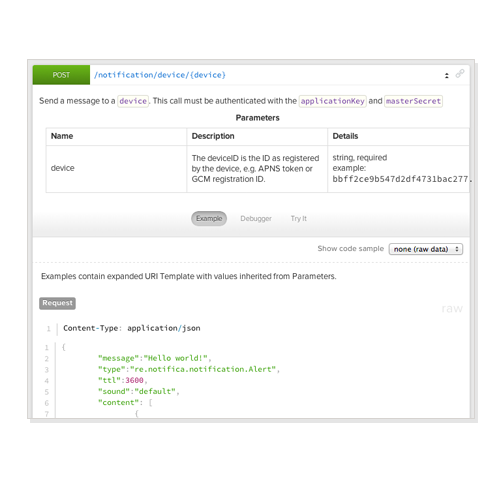 POST /notification/device/{device}
Send a message to a device. This call must be authenticated with the applicationKey and masterSecret
Parameters
Name Description Details
device
The deviceID is the ID as registered
by the device, e.g. APNS token or
GCM registration ID.
string, required
example:
bbff2ce9b547d2df4731bac277.
Example Debugger Try It
Show code sample none (raw data)
Examples contain expanded URI Template with values inherited from Parameters.
Request
raw
1 Content-Type: application/json
1 {
2 "message":"Hello world!",
3 "type":"re.notifica.notification.Alert",
4 "ttl":3600,
5 "sound":"default",
6 "content": [
7 {